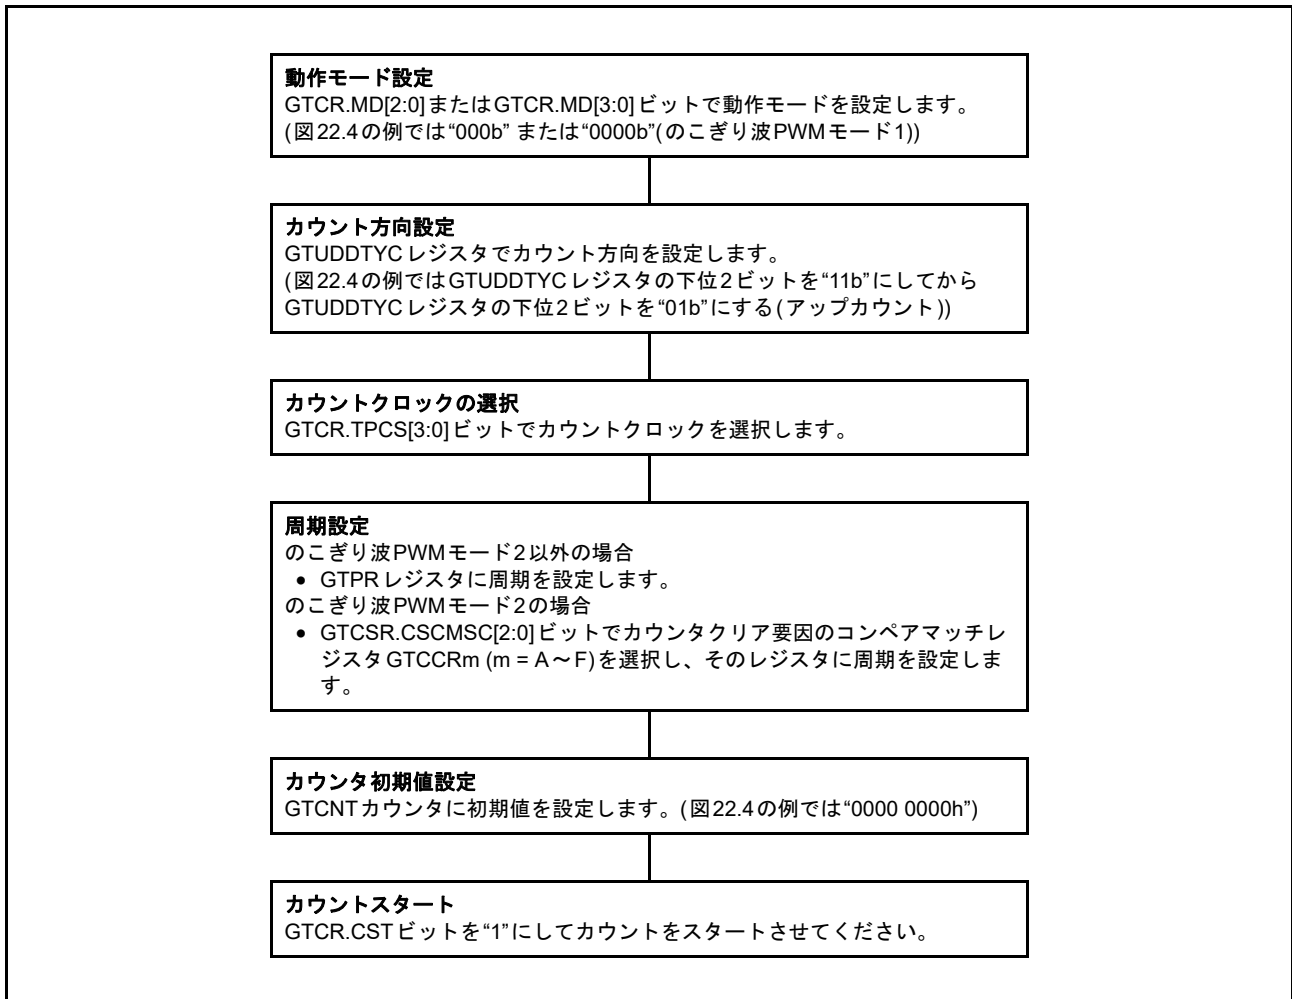 動作モード設定
GTCR.MD[2:0]またはGTCR.MD[3:0]ビットで動作モードを設定します。
(図22.4の例では“000b” または“0000b”(のこぎり波PWMモード1))
カウント方向設定
GTUDDTYCレジスタでカウント方向を設定します。
(図22.4の例ではGTUDDTYCレジスタの下位2ビットを“11b”にしてから
GTUDDTYCレジスタの下位2ビットを“01b”にする(アップカウント))
カウントクロックの選択
GTCR.TPCS[3:0]ビットでカウントクロックを選択します。
周期設定
のこぎり波PWMモード2以外の場合
• GTPRレジスタに周期を設定します。
のこぎり波PWMモード2の場合
• GTCSR.CSCMSC[2:0]ビットでカウンタクリア要因のコンペアマッチレ
ジスタGTCCRm (m = A～F)を選択し、そのレジスタに周期を設定しま
す。
カウンタ初期値設定
GTCNTカウンタに初期値を設定します。(図22.4の例では“0000 0000h”)
カウントスタート
GTCR.CSTビットを“1”にしてカウントをスタートさせてください。